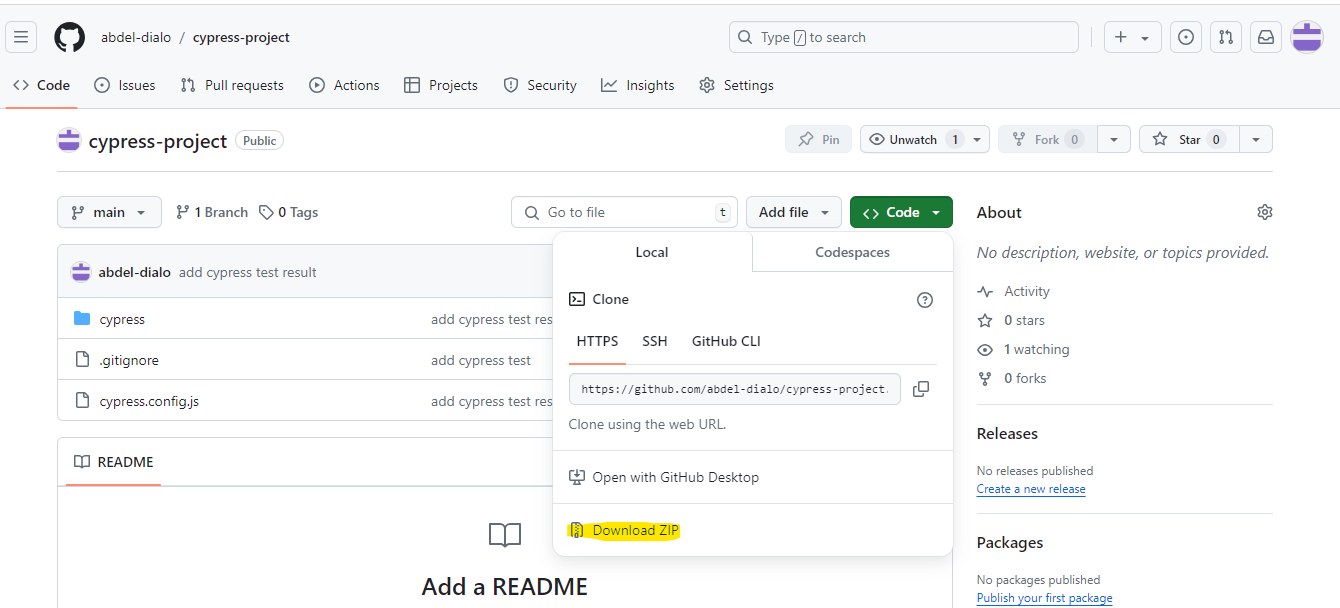 abdel-dialo / cypress-project
Type / to search
Code Issues Pull requests Actions Projects Security Insights Settings
cypress-project Public
Pin Unwatch 1 Fork 0 Star 0
main 1 Branch 0 Tags
Go to file t Add file Code
About
No description, website, or topics provided.
Activity
0 stars
1 watching
0 forks
Releases
No releases published
Create a new release
Packages
No packages published
Publish your first package
Local Codespaces
Clone
HTTPS SSH GitHub CLI
https://github.com/abdel-dialo/cypress-project.
Clone using the web URL.
Open with GitHub Desktop
Download ZIP
abdel-dialo add cypress test result
cypress add cypress test res
.gitignore add cypress test
cypress.config.js add cypress test res
README
Add a README